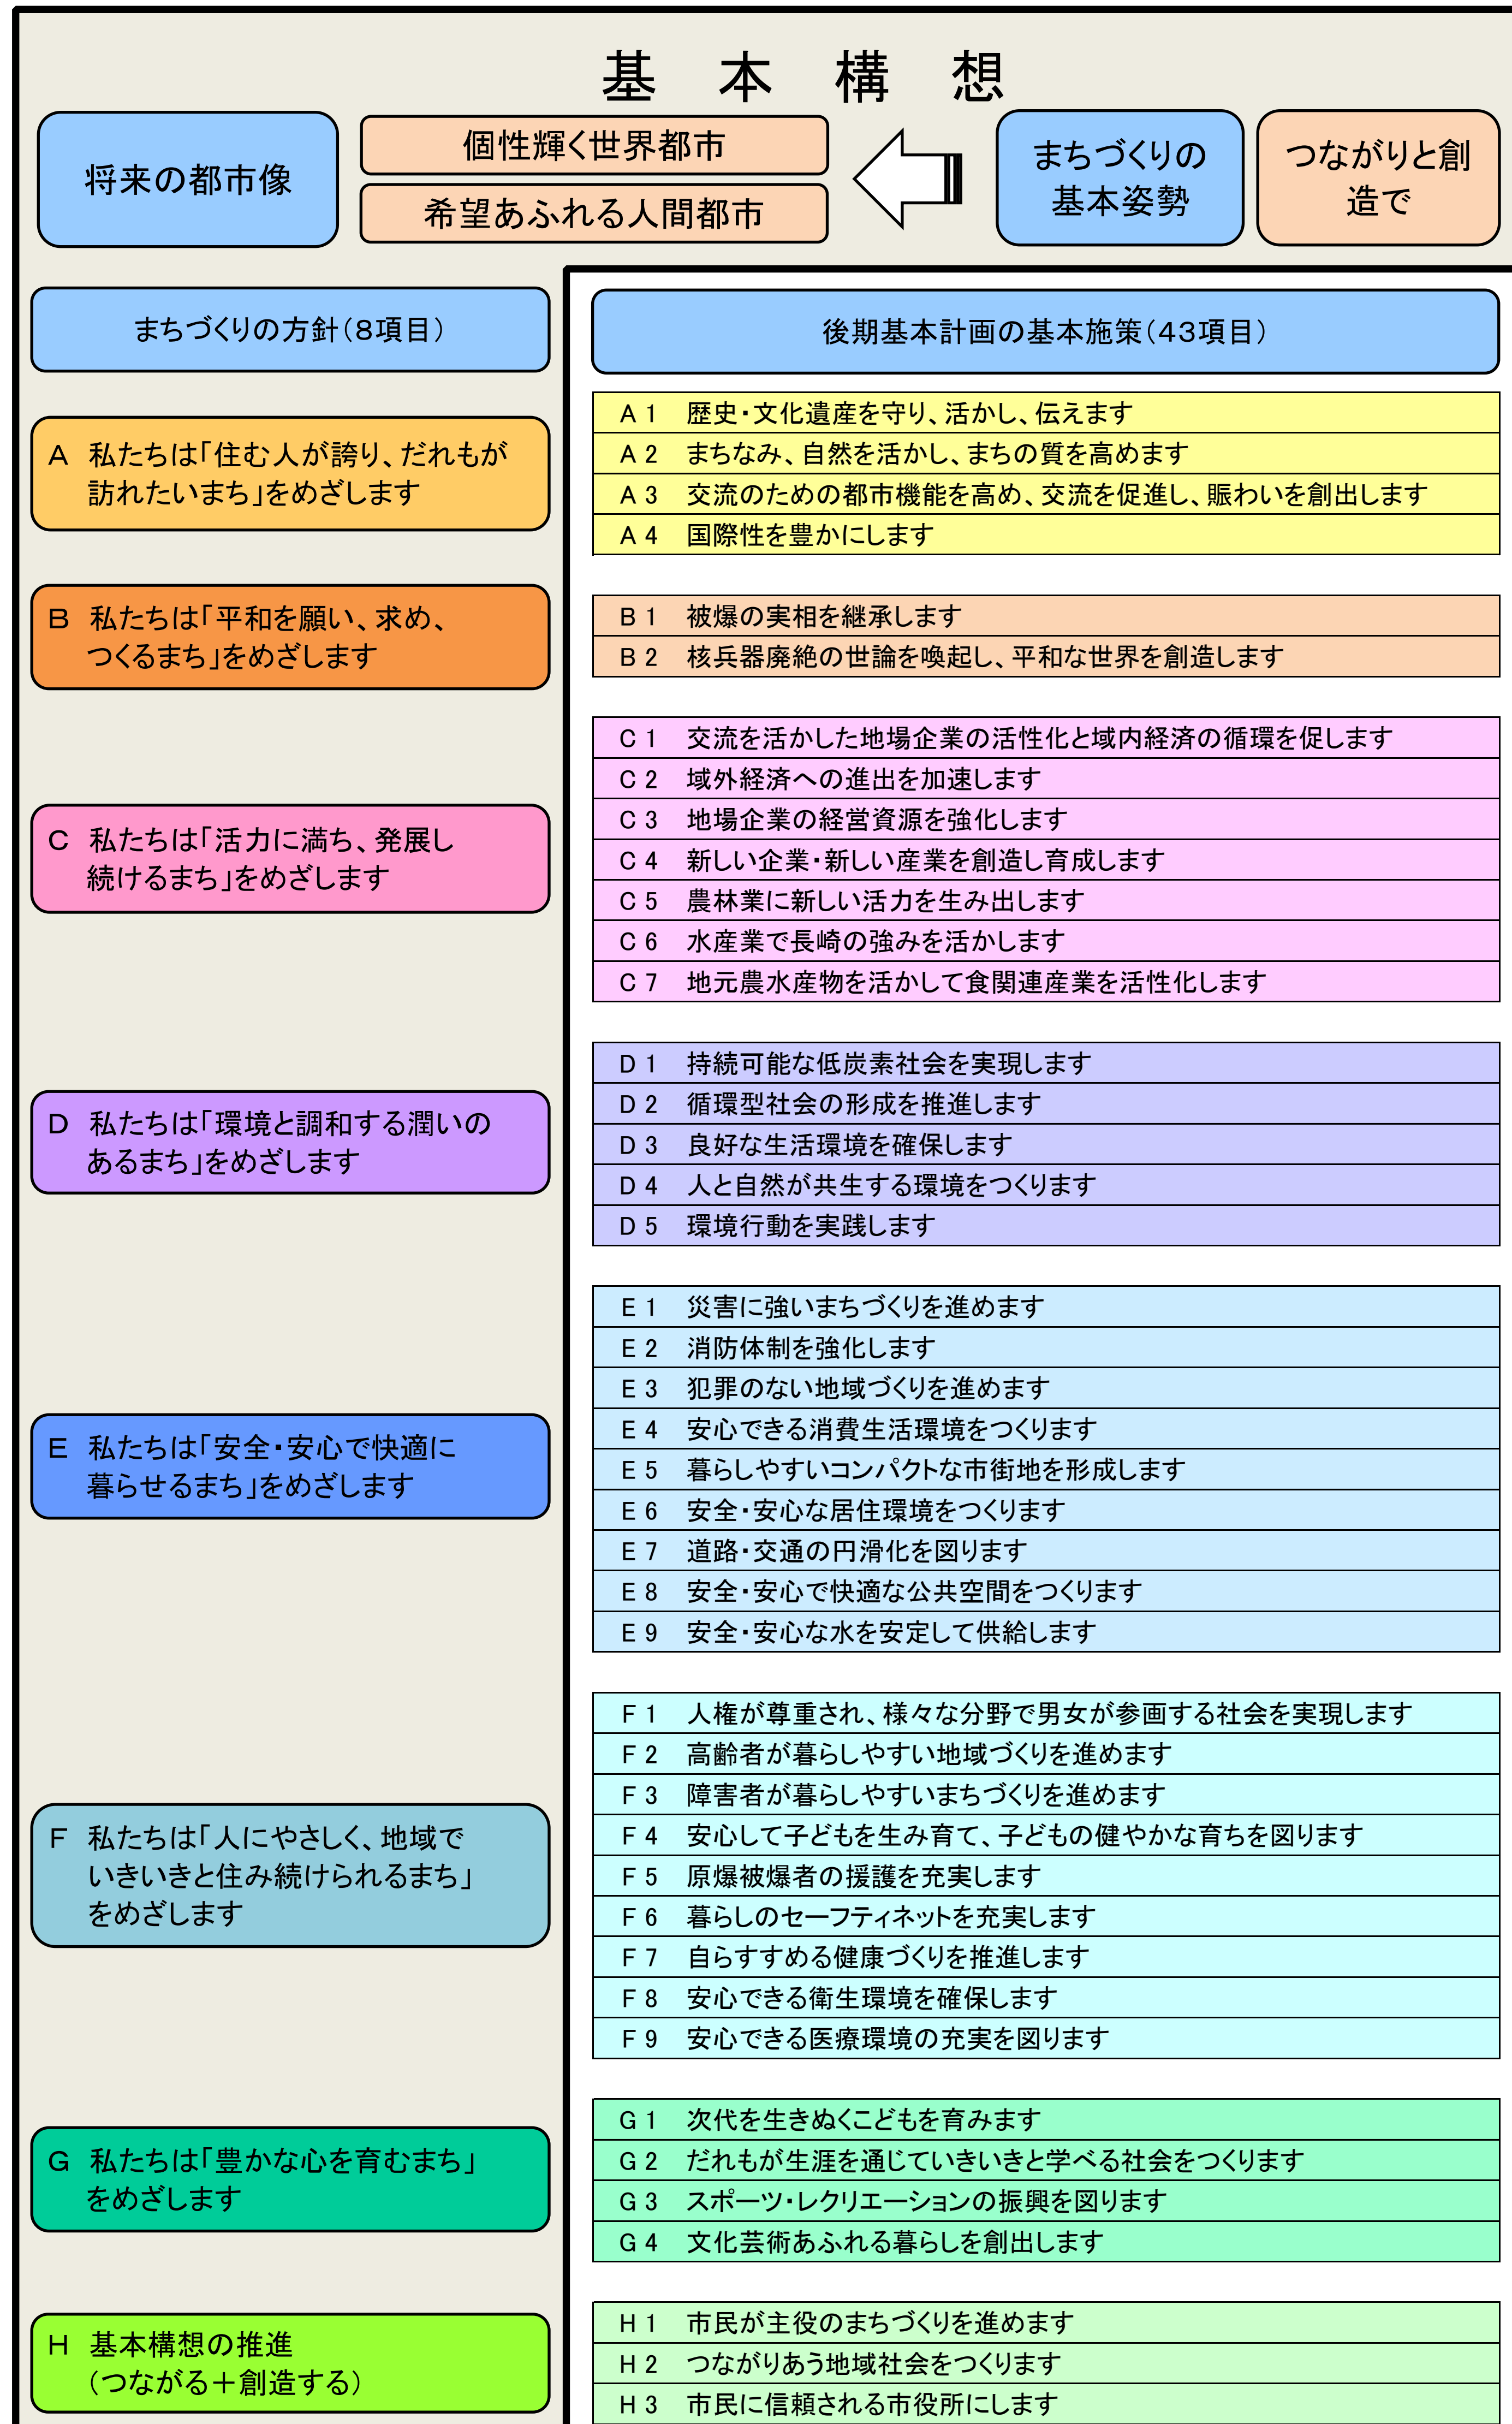 基本構想
将来の都市像
個性輝く世界都市
希望あふれる人間都市
まちづくりの
基本姿勢
つながりと創
造で
まちづくりの方針(8項目)
後期基本計画の基本施策(43項目)
A 私たちは「住む人が誇り、だれもが
訪れたいまち」をめざします
A1 歴史・文化遺産を守り、活かし、伝えます
A2 まちなみ、自然を活かし、まちの質を高めます
A3 交流のための都市機能を高め、交流を促進し、賑わいを創出します
A4 国際性を豊かにします
B 私たちは「平和を願い、求め、
つくるまち」をめざします
B1 被爆の実相を継承します
B2 核兵器廃絶の世論を喚起し、平和な世界を創造します
C 私たちは「活力に満ち、発展し
続けるまち」をめざします
C1 交流を活かした地場企業の活性化と域内経済の循環を促します
C2 域外経済への進出を加速します
C3 地場企業の経営資源を強化します
C4 新しい企業・新しい産業を創造し育成します
C5 農林業に新しい活力を生み出します
C6 水産業で長崎の強みを活かします
C7 地元農水産物を活かして食関連産業を活性化します
D 私たちは「環境と調和する潤いの
あるまち」をめざします
D1 持続可能な低炭素社会を実現します
D2 循環型社会の形成を推進します
D3 良好な生活環境を確保します
D4 人と自然が共生する環境をつくります
D5 環境行動を実践します
E 私たちは「安全・安心で快適に
暮らせるまち」をめざします
E1 災害に強いまちづくりを進めます
E2 消防体制を強化します
E3 犯罪のない地域づくりを進めます
E4 安心できる消費生活環境をつくります
E5 暮らしやすいコンパクトな市街地を形成します
E6 安全・安心な居住環境をつくります
E7 道路・交通の円滑化を図ります
E8 安全・安心で快適な公共空間をつくります
E9 安全・安心な水を安定して供給します
F 私たちは「人にやさしく、地域で
いきいきと住み続けられるまち」
をめざします
F1 人権が尊重され、様々な分野で男女が参画する社会を実現します
F2 高齢者が暮らしやすい地域づくりを進めます
F3 障害者が暮らしやすいまちづくりを進めます
F4 安心して子どもを生み育て、子どもの健やかな育ちを図ります
F5 原爆被爆者の援護を充実します
F6 暮らしのセーフティネットを充実します
F7 自らすすめる健康づくりを推進します
F8 安心できる衛生環境を確保します
F9 安心できる医療環境の充実を図ります
G 私たちは「豊かな心を育むまち」
をめざします
G1 次代を生きぬくこどもを育みます
G2 だれもが生涯を通じていきいきと学べる社会をつくります
G3 スポーツ・レクリエーションの振興を図ります
G4 文化芸術あふれる暮らしを創出します
H 基本構想の推進
(つながる+創造する)
H1 市民が主役のまちづくりを進めます
H2 つながりあう地域社会をつくります
H3 市民に信頼される市役所にします